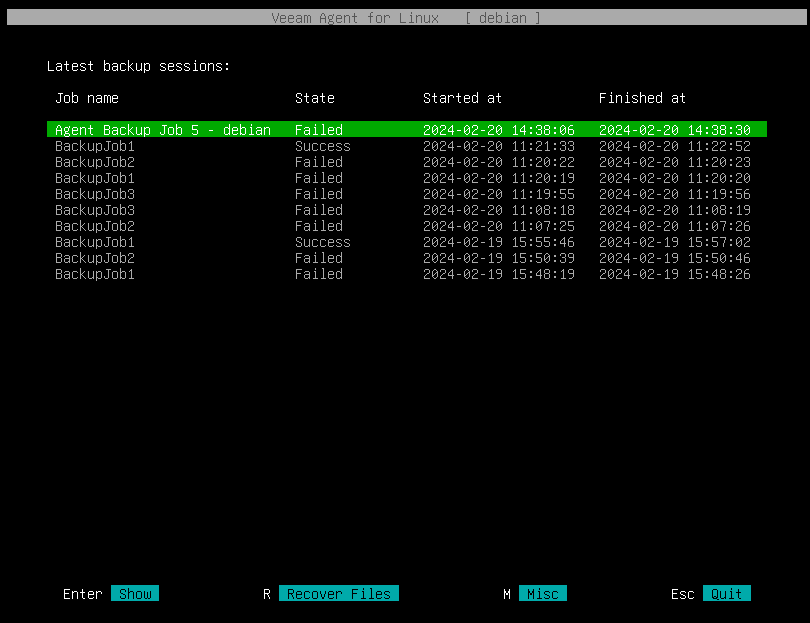 Veeam Agent for Linux [ debian ]
Latest backup sessions:
Job name State Started at Finished at
Agent Backup Job 5 - debian Failed 2024-02-20 14:38:06 2024-02-20 14:38:30
BackupJob1 Success 2024-02-20 11:21:33 2024-02-20 11:22:52
BackupJob2 Failed 2024-02-20 11:20:22 2024-02-20 11:20:23
BackupJob1 Failed 2024-02-20 11:20:19 2024-02-20 11:20:20
BackupJob3 Failed 2024-02-20 11:19:55 2024-02-20 11:19:56
BackupJob3 Failed 2024-02-20 11:08:18 2024-02-20 11:08:19
BackupJob2 Failed 2024-02-20 11:07:25 2024-02-20 11:07:26
BackupJob1 Success 2024-02-19 15:55:46 2024-02-19 15:57:02
BackupJob2 Failed 2024-02-19 15:50:39 2024-02-19 15:50:46
BackupJob1 Failed 2024-02-19 15:48:19 2024-02-19 15:48:26
Enter Show R Recover Files M Misc Esc Quit